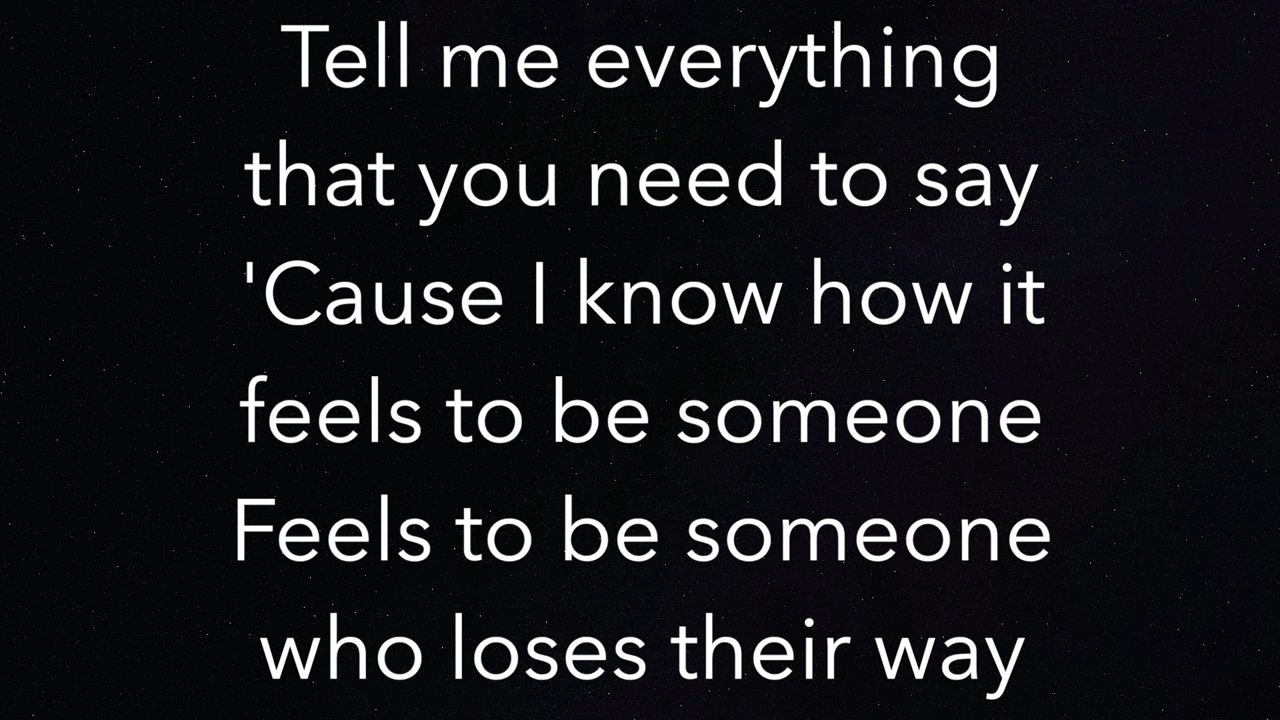 Tell me everything
that you need to say
'Cause I know how it
feels to be someone
Feels to be someone
who loses their way